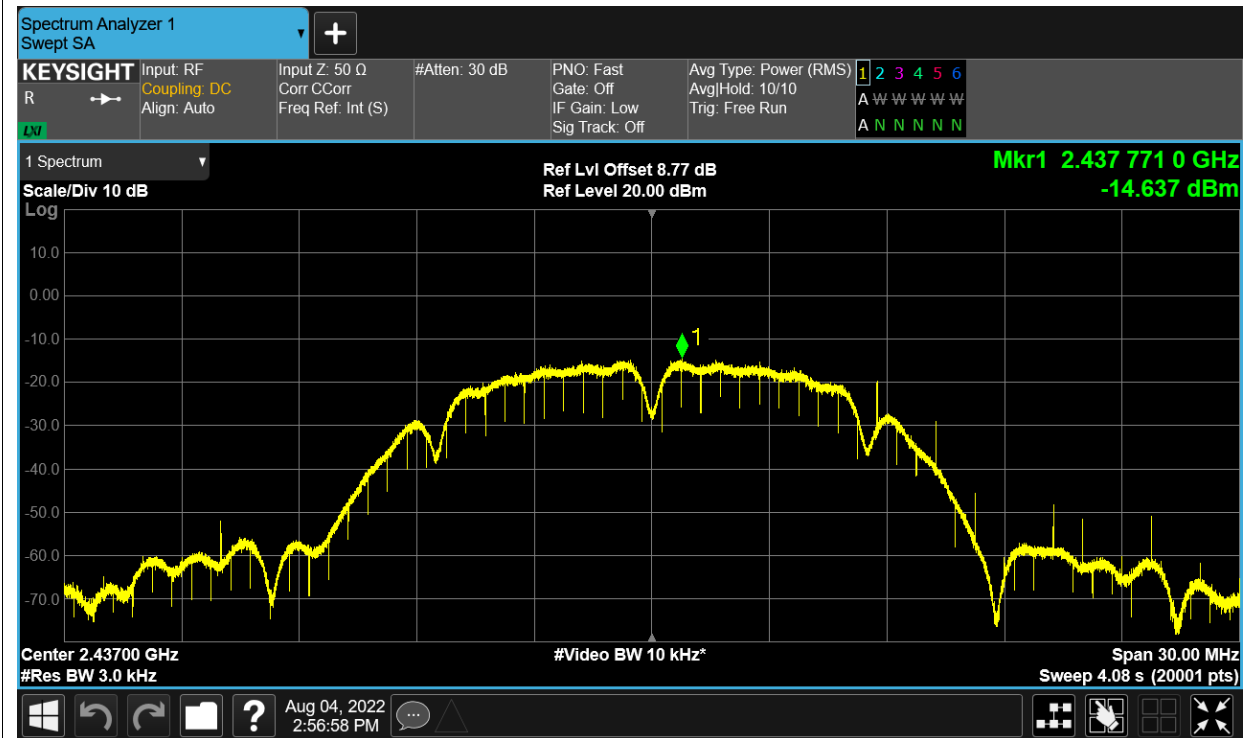 Spectrum Analyzer 1
Swept SA
KEYSIGHT
R
LXI
Input: RF
Coupling: DC
Align: Auto
Input Z: 50 Ω
Corr CCorr
Freq Ref: Int (S)
#Atten: 30 dB
PNO: Fast
Gate: Off
IF Gain: Low
Sig Track: Off
Avg Type: Power (RMS)
Avg|Hold: 10/10
Trig: Free Run
1 2 3 4 5 6
A W W W W W
A N N N N N
1 Spectrum
Scale/Div 10 dB
Ref Lvl Offset 8.77 dB
Ref Level 20.00 dBm
Mkr1 2.437 771 0 GHz
-14.637 dBm
Log
10.0
0.00
-10.0
-20.0
-30.0
-40.0
-50.0
-60.0
-70.0
1
Center 2.43700 GHz
#Res BW 3.0 kHz
#Video BW 10 kHz*
Span 30.00 MHz
Sweep 4.08 s (20001 pts)
?
Aug 04, 2022
2:56:58 PM